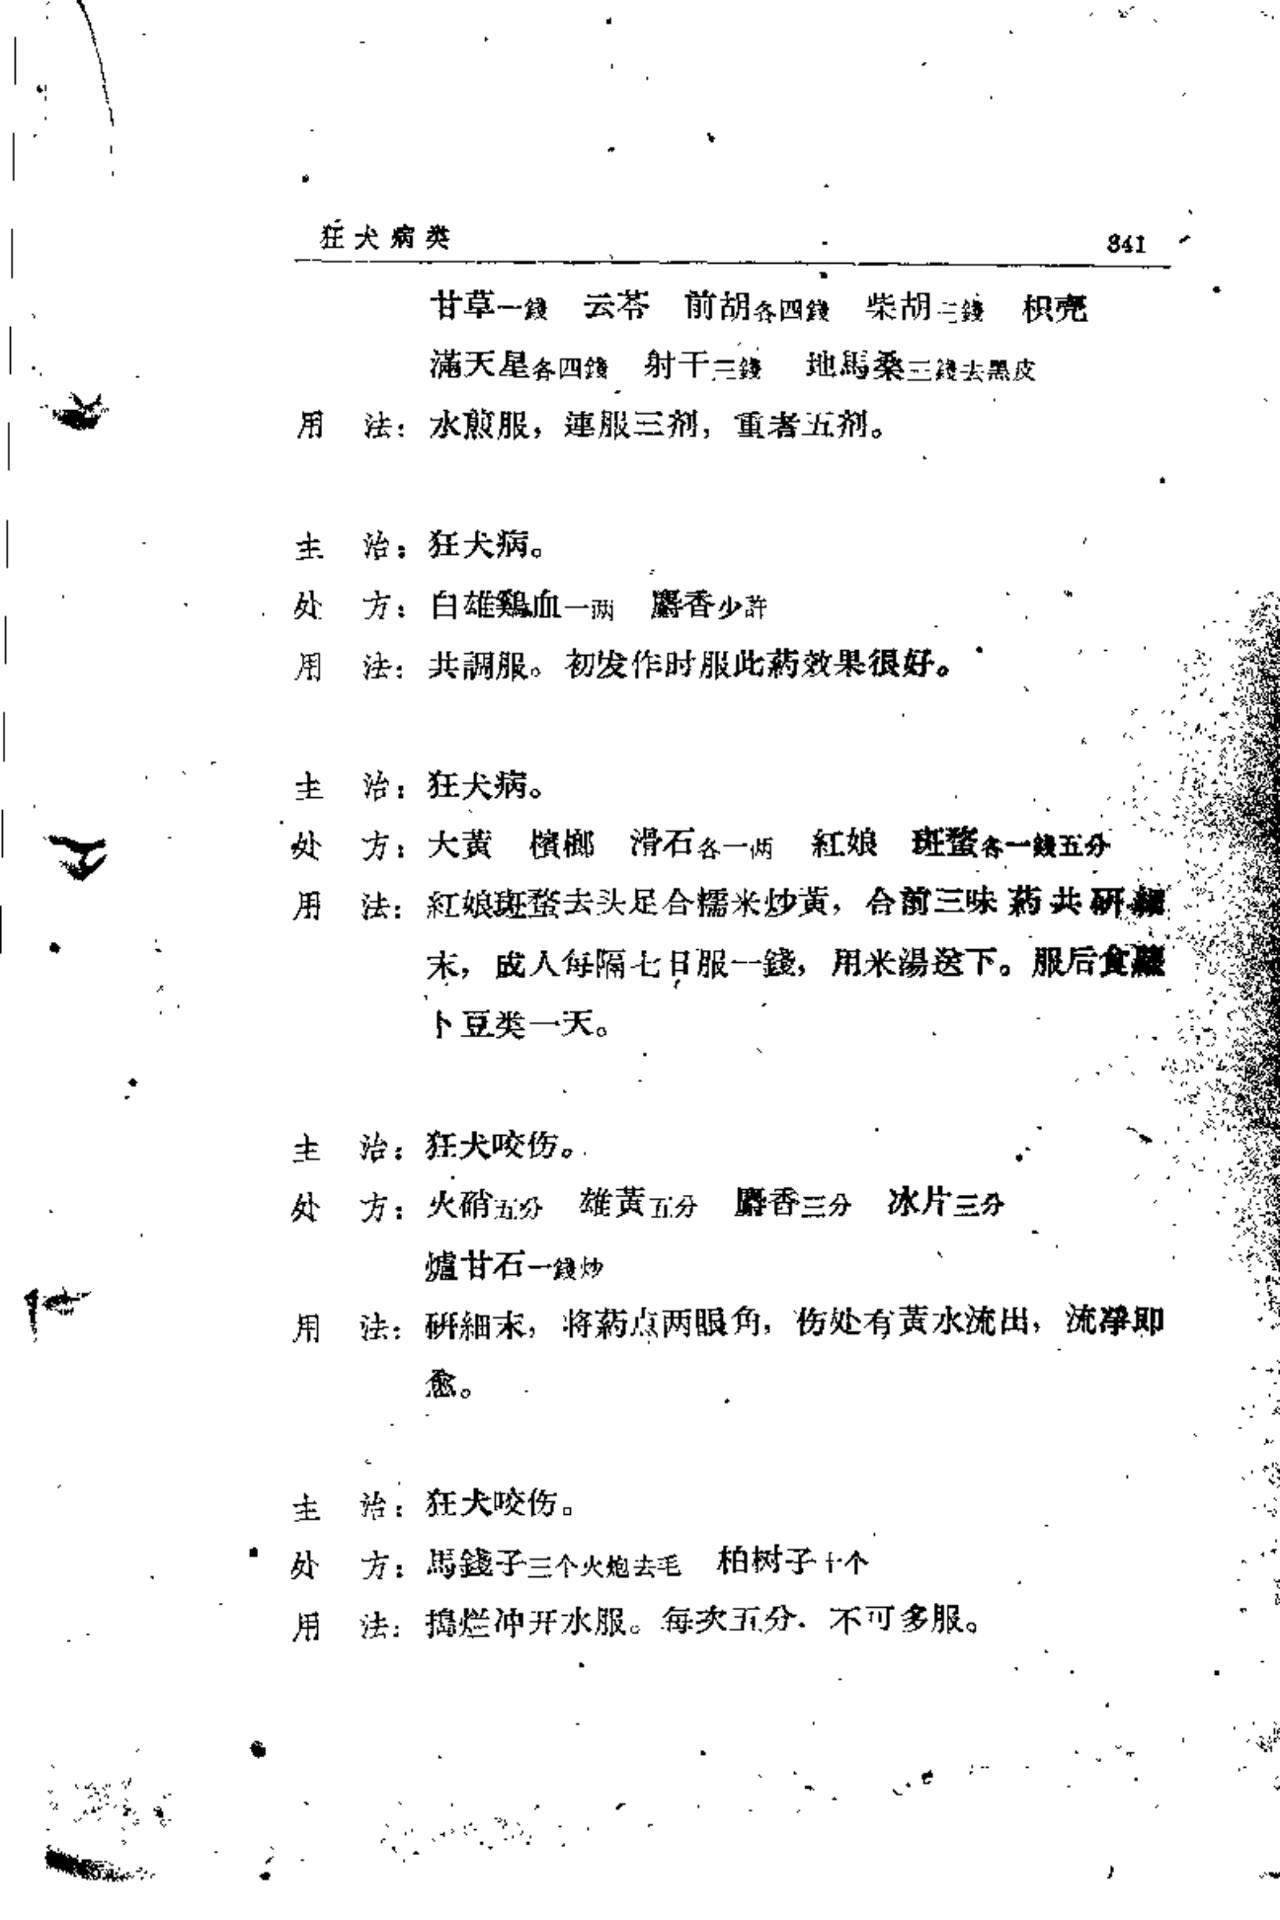 狂犬病类 341
甘草一錢 云苓 前胡各四錢 柴胡三錢 枳壳
滿天星各四錢 射干三錢 地馬桑三錢去黑皮
用 法：水煎服，連服三剂，重者五剂。
主 治：狂犬病。
处 方：白雄鷄血一两 麝香少許
用 法：共調服。初发作时服此葯效果很好。
主 治：狂犬病。
处 方：大黃 檳榔 滑石各一两 紅娘 斑蝥各一錢五分
用 法：紅娘斑蝥去头足合糯米炒黃，合前三味葯共研細
末，成人每隔七日服一錢，用米湯送下。服后食蘿
卜豆类一天。
主 治：狂犬咬伤。
处 方：火硝五分 雄黃五分 麝香三分 冰片三分
爐甘石一錢炒
用 法：研細末，将葯点两眼角，伤处有黃水流出，流凈即
愈。
主 治：狂犬咬伤。
处 方：馬錢子三个火炮去毛 柏树子十个
用 法：搗烂冲开水服。每次五分．不可多服。